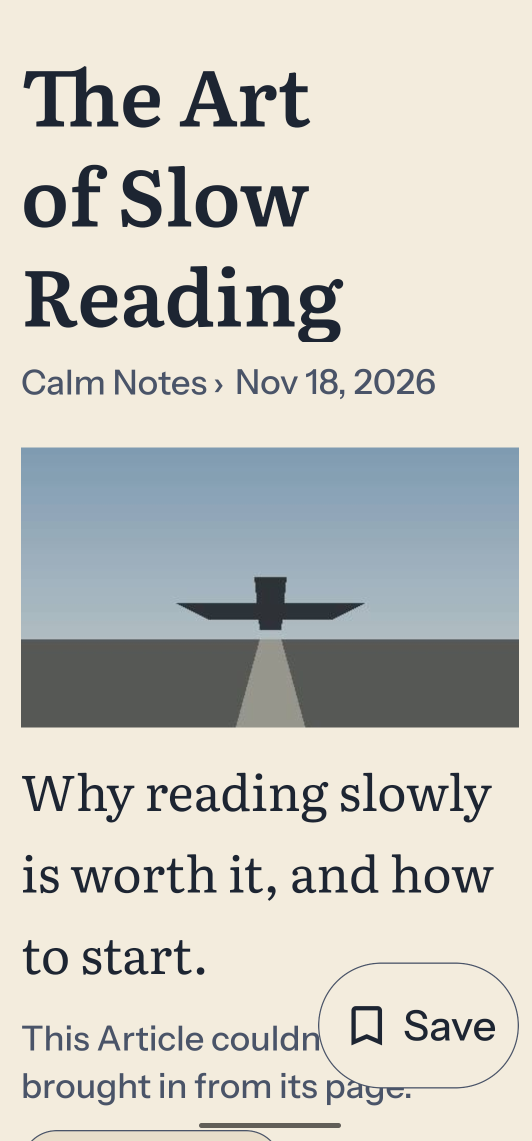 The Art
of Slow
Reading
Calm Notes › Nov 18, 2026
Why reading slowly
is worth it, and how
to start.
This Article
brought in from its page.
Save